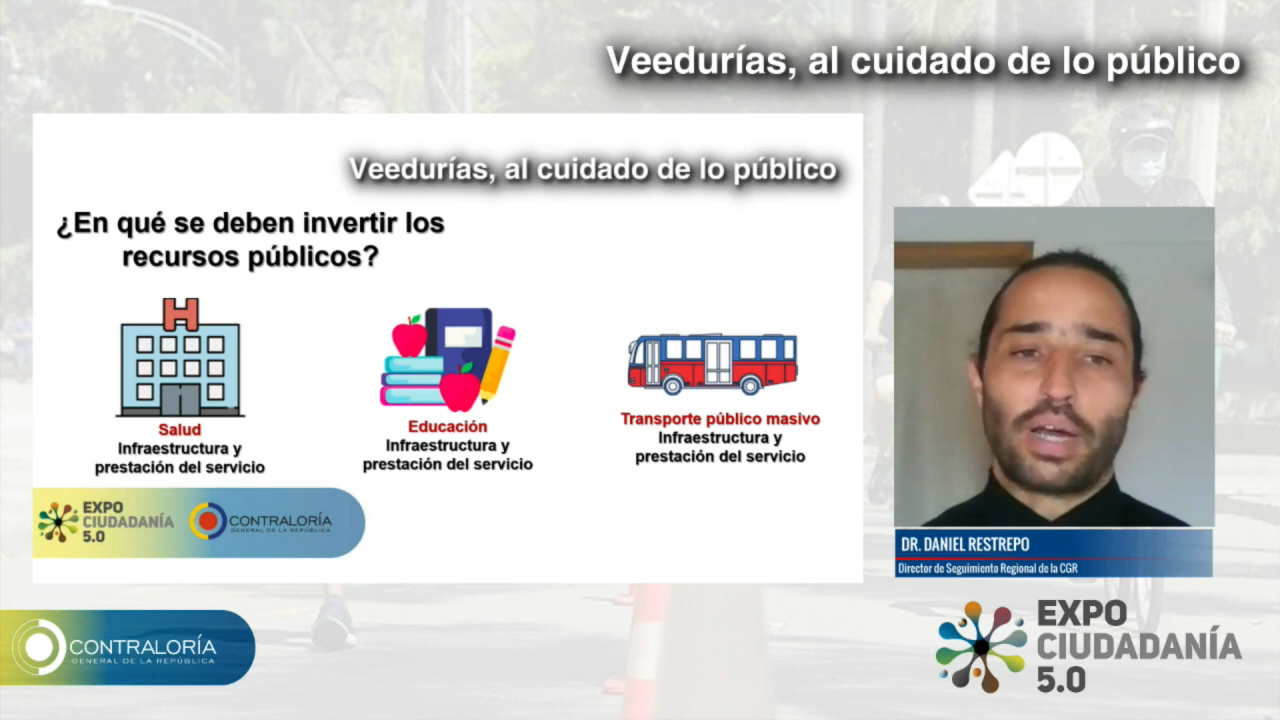 Veedurías, al cuidado de lo público
Veedurías, al cuidado de lo público
¿En qué se deben invertir los
recursos públicos?
H
Salud
Infraestructura y
prestación del servicio
Educación
Infraestructura y
prestación del servicio
Transporte público masivo
Infraestructura y
prestación del servicio
EXPO
CIUDADANÍA
5.0
CONTRALORÍA
GENERAL DE LA REPÚBLICA
DR. DANIEL RESTREPO
Director de Seguimiento Regional de la CGR
CONTRALORÍA
GENERAL DE LA REPÚBLICA
EXPO
CIUDADANÍA
5.0